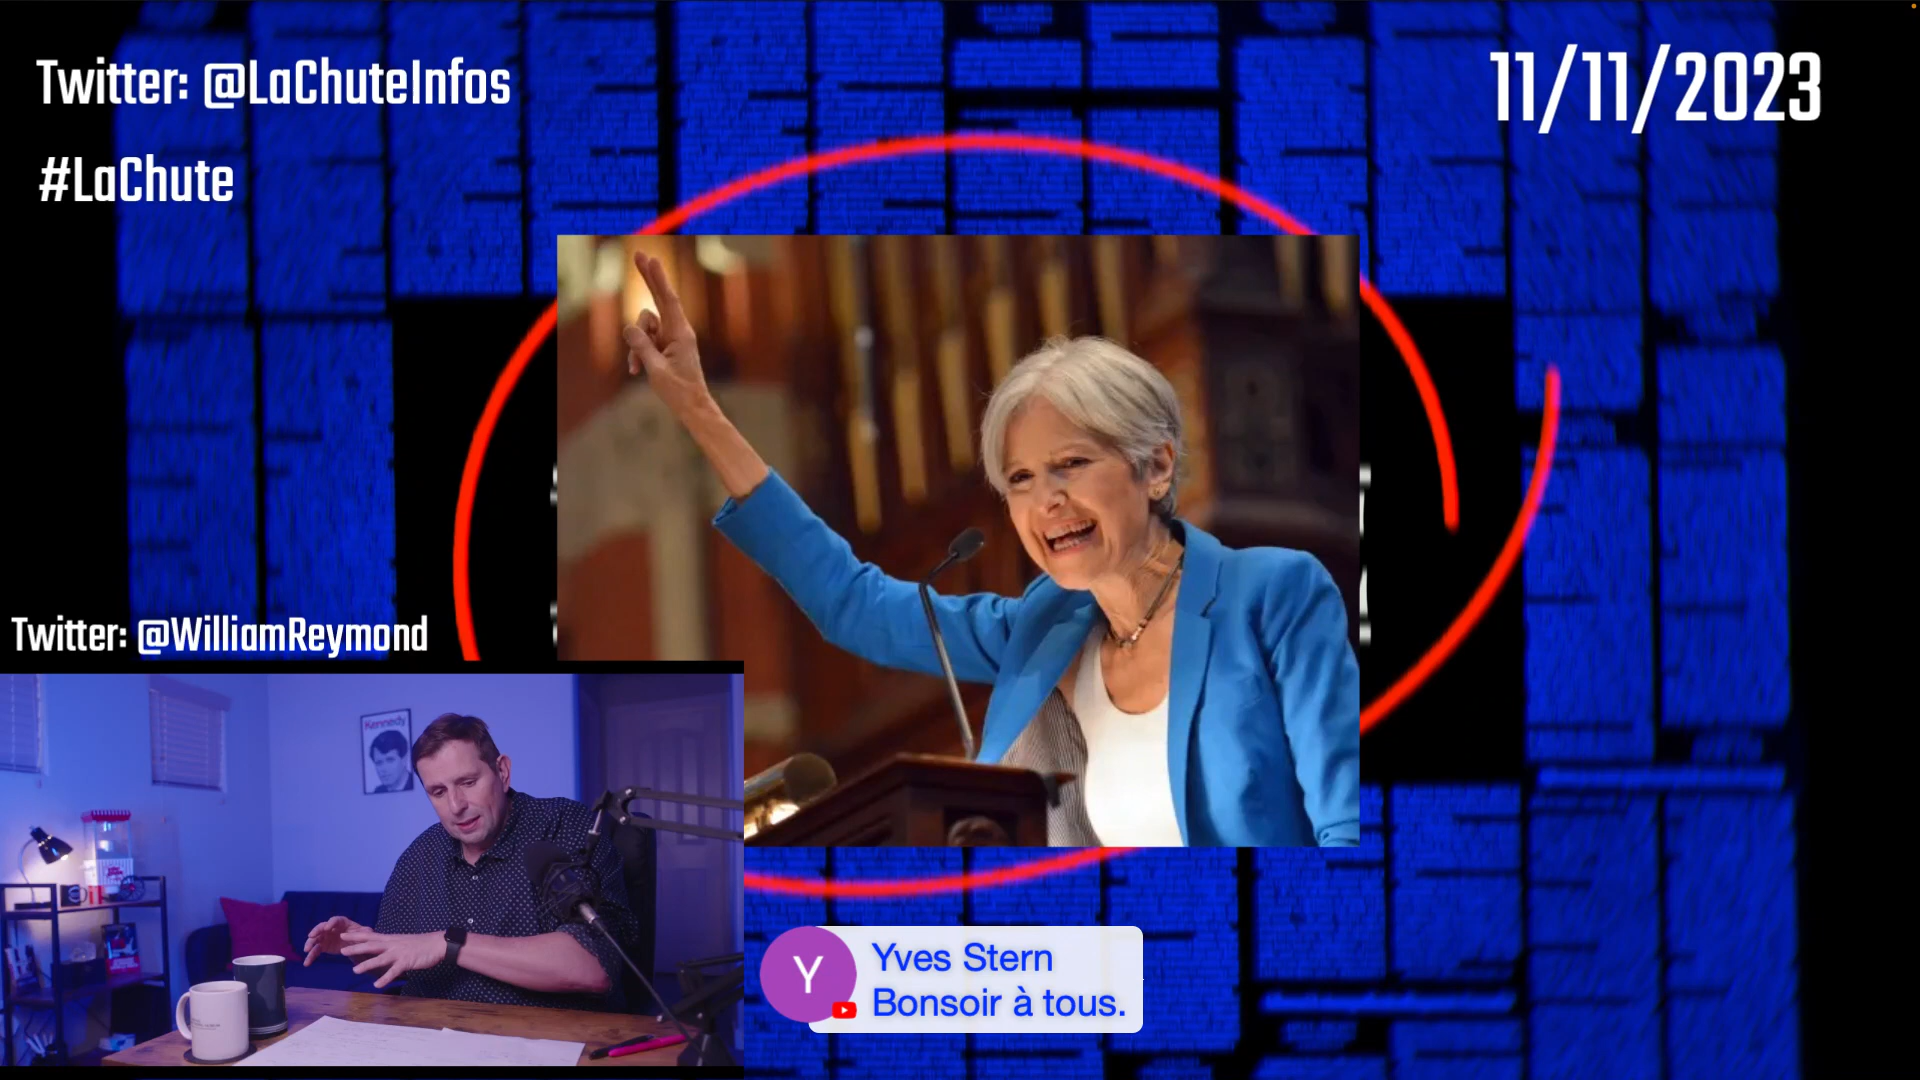 Twitter: @LaChuteInfos
11/11/2023
#LaChute
Twitter: @WilliamReymond
Kennedy
Y
Yves Stern
Bonsoir à tous.